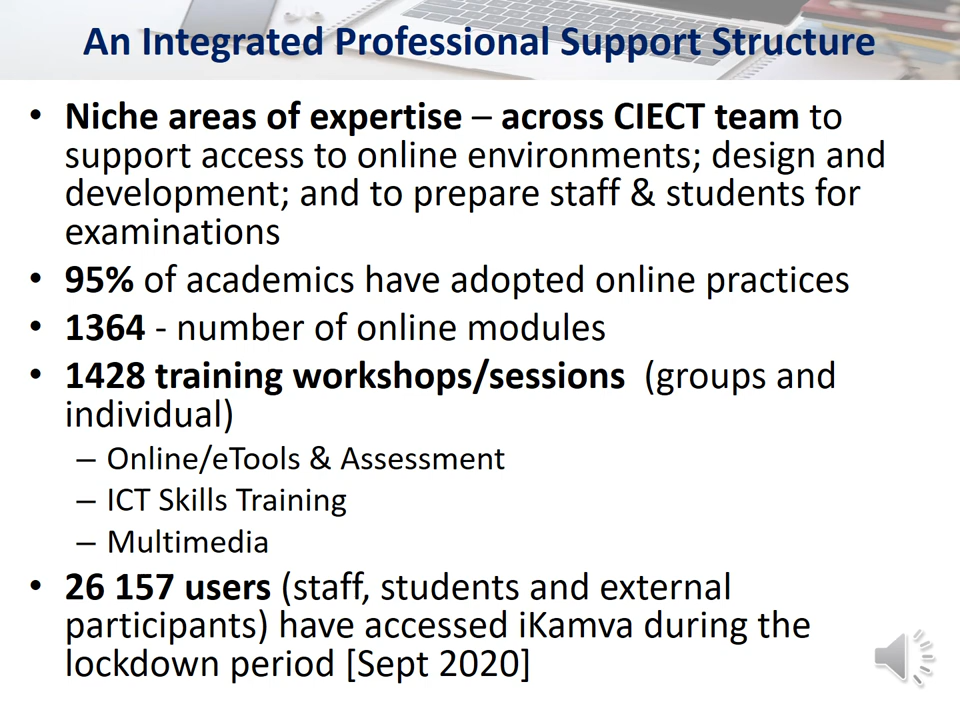 An Integrated Professional Support Structure
• Niche areas of expertise – across CIECT team to
support access to online environments; design and
development; and to prepare staff & students for
examinations
• 95% of academics have adopted online practices
• 1364 - number of online modules
• 1428 training workshops/sessions (groups and
individual)
– Online/eTools & Assessment
– ICT Skills Training
– Multimedia
• 26 157 users (staff, students and external
participants) have accessed iKamva during the
lockdown period [Sept 2020]